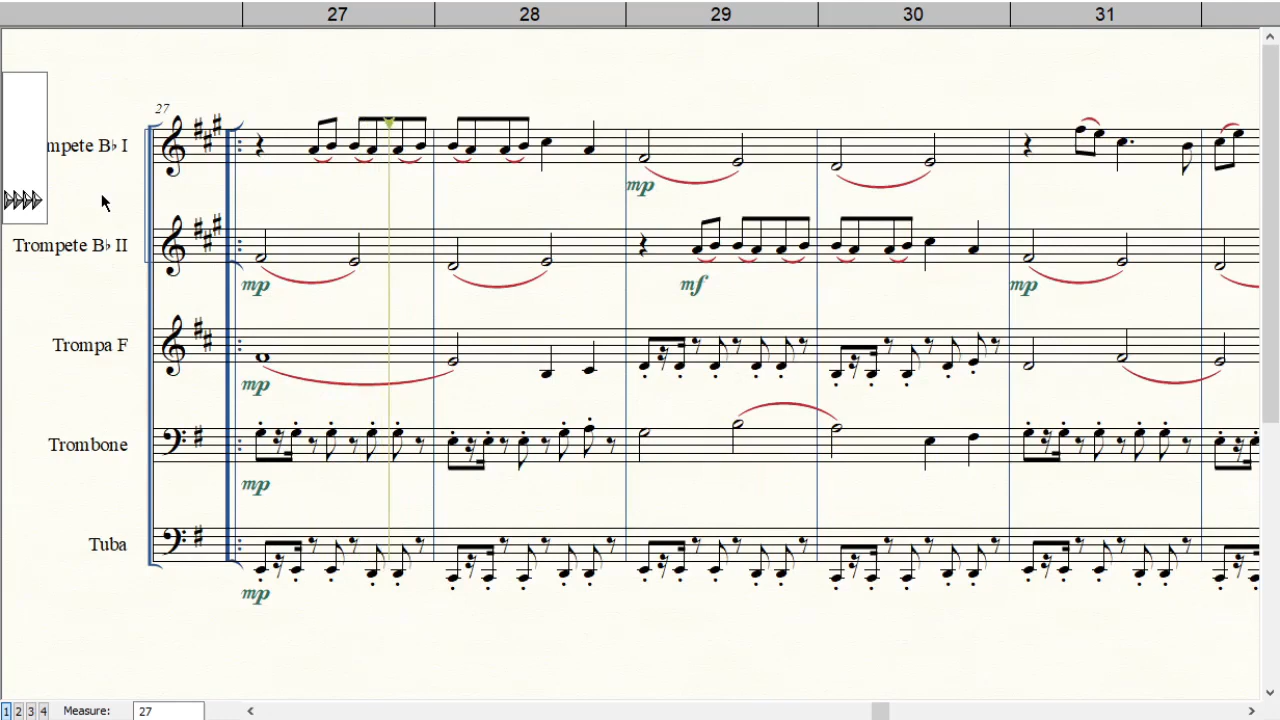 27 28 29 30 31
27
mpete B♭ I
mp
Trompete B♭ II
mp mf mp
Trompa F
mp
Trombone
mp
Tuba
mp
1 2 3 4 Measure: 27